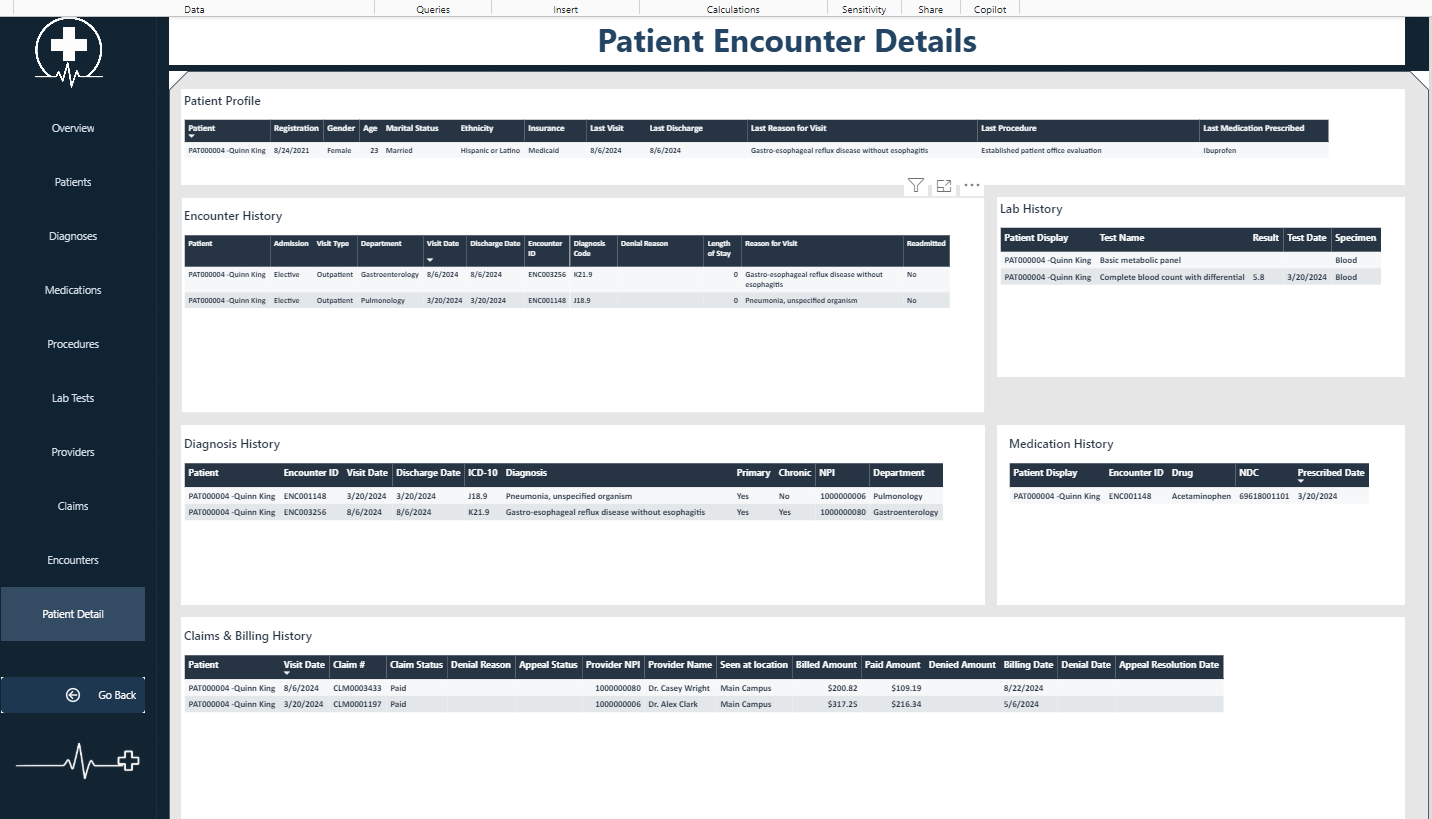 Data Queries Insert Calculations Sensitivity Share Copilot
Patient Encounter Details
Overview
Patients
Diagnoses
Medications
Procedures
Lab Tests
Providers
Claims
Encounters
Patient Detail
Go Back
Patient Profile
Patient Registration Gender Age Marital Status Ethnicity Insurance Last Visit Last Discharge Last Reason for Visit Last Procedure Last Medication Prescribed
PAT000004 -Quinn King 8/24/2021 Female 23 Married Hispanic or Latino Medicaid 8/6/2024 8/6/2024 Gastro-esophageal reflux disease without esophagitis Established patient office evaluation Ibuprofen
Encounter History
Patient Admission Visit Type Department Visit Date Discharge Date Encounter Diagnosis Denial Reason Length Reason for Visit Readmitted
ID Code of Stay
PAT000004 -Quinn King Elective Outpatient Gastroenterology 8/6/2024 8/6/2024 ENC003256 K21.9 0 Gastro-esophageal reflux disease without No
esophagitis
PAT000004 -Quinn King Elective Outpatient Pulmonology 3/20/2024 3/20/2024 ENC001148 J18.9 0 Pneumonia, unspecified organism No
Lab History
Patient Display Test Name Result Test Date Specimen
PAT000004 -Quinn King Basic metabolic panel Blood
PAT000004 -Quinn King Complete blood count with differential 5.8 3/20/2024 Blood
Diagnosis History
Patient Encounter ID Visit Date Discharge Date ICD-10 Diagnosis Primary Chronic NPI Department
PAT000004 -Quinn King ENC001148 3/20/2024 3/20/2024 J18.9 Pneumonia, unspecified organism Yes No 1000000006 Pulmonology
PAT000004 -Quinn King ENC003256 8/6/2024 8/6/2024 K21.9 Gastro-esophageal reflux disease without esophagitis Yes Yes 1000000080 Gastroenterology
Medication History
Patient Display Encounter ID Drug NDC Prescribed Date
PAT000004 -Quinn King ENC001148 Acetaminophen 69618001101 3/20/2024
Claims & Billing History
Patient Visit Date Claim # Claim Status Denial Reason Appeal Status Provider NPI Provider Name Seen at location Billed Amount Paid Amount Denied Amount Billing Date Denial Date Appeal Resolution Date
PAT000004 -Quinn King 8/6/2024 CLM0003433 Paid 1000000080 Dr. Casey Wright Main Campus $200.82 $109.19 8/22/2024
PAT000004 -Quinn King 3/20/2024 CLM0001197 Paid 1000000006 Dr. Alex Clark Main Campus $317.25 $216.34 5/6/2024